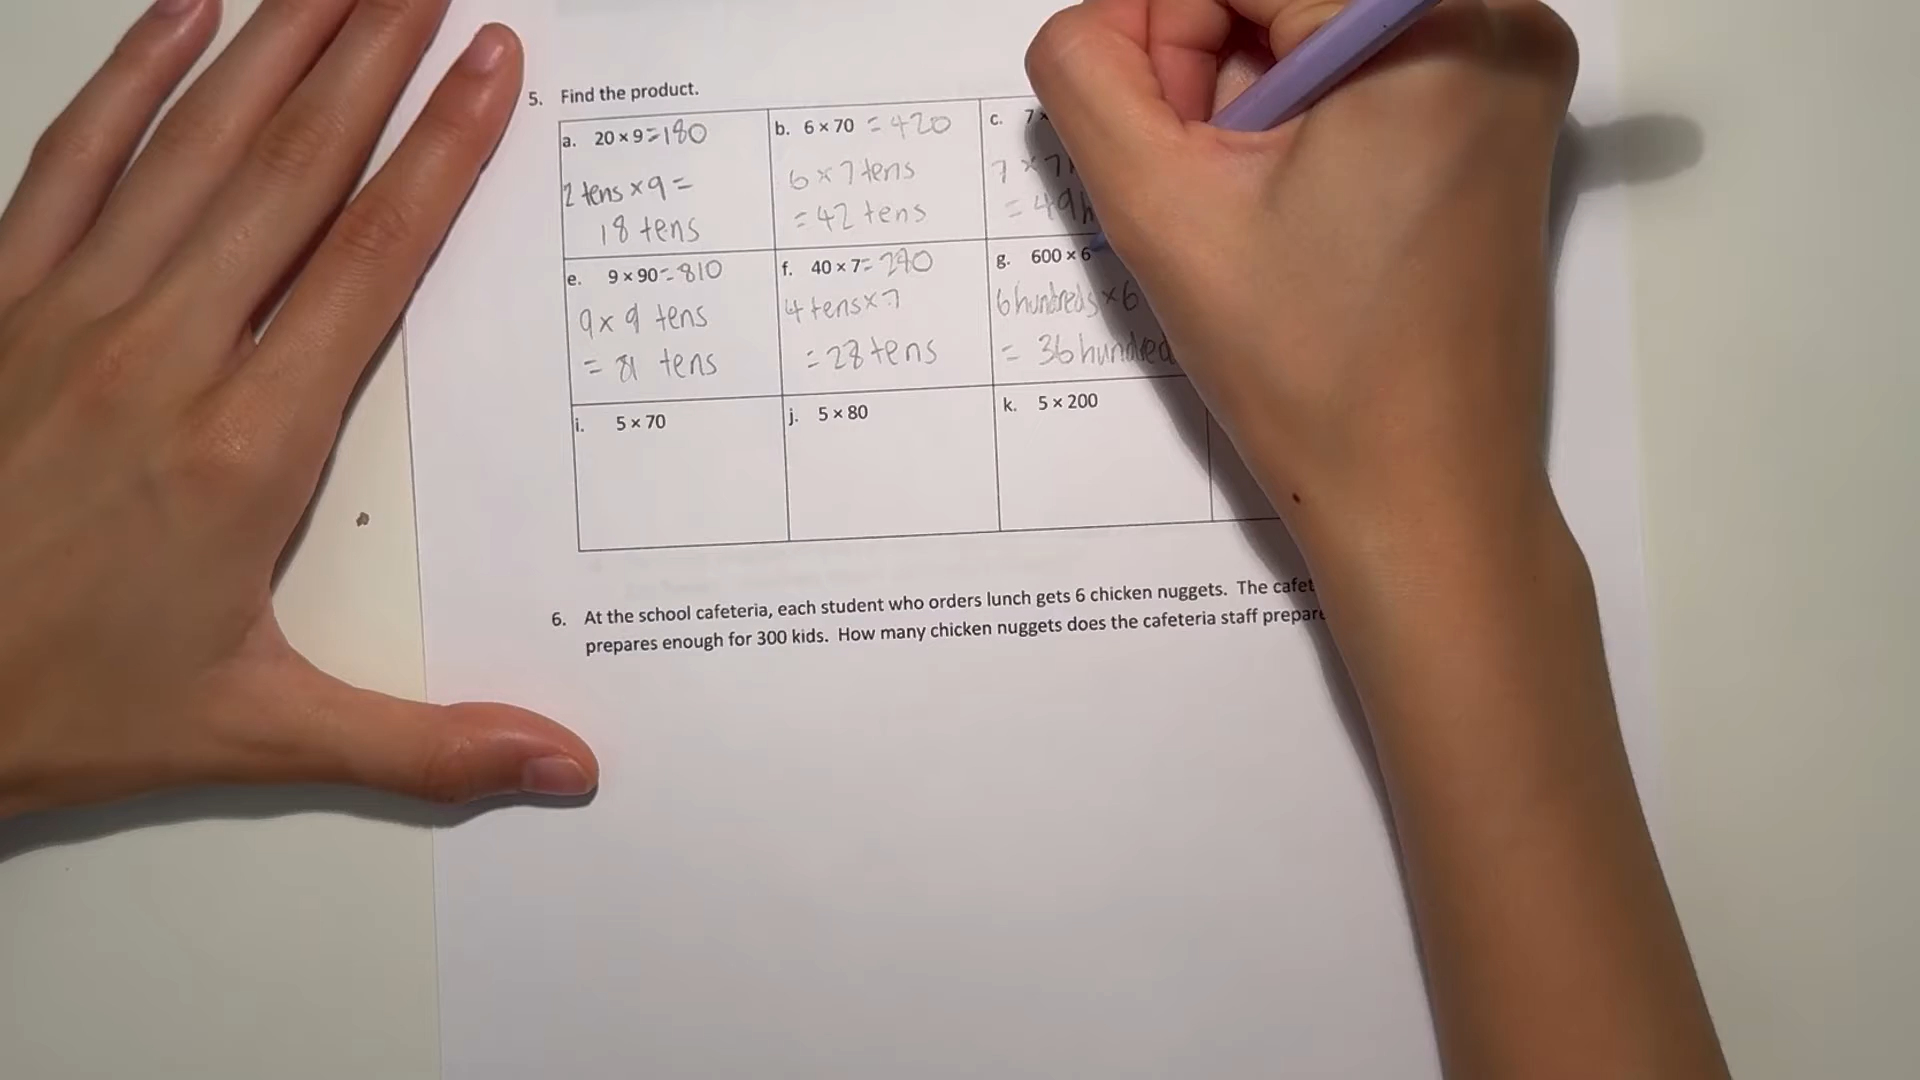 5. Find the product.
a. 20 × 9 = 180
2 tens × 9 =
18 tens
b. 6 × 70 = 420
6 × 7 tens
= 42 tens
c. 7 ×
7 × 7
= 49 h
e. 9 × 90 = 810
9 × 9 tens
= 81 tens
f. 40 × 7 = 280
4 tens × 7
= 28 tens
g. 600 × 6
6 hundreds × 6
= 36 hundred
i. 5 × 70
j. 5 × 80
k. 5 × 200
6. At the school cafeteria, each student who orders lunch gets 6 chicken nuggets. The cafet
prepares enough for 300 kids. How many chicken nuggets does the cafeteria staff prepare